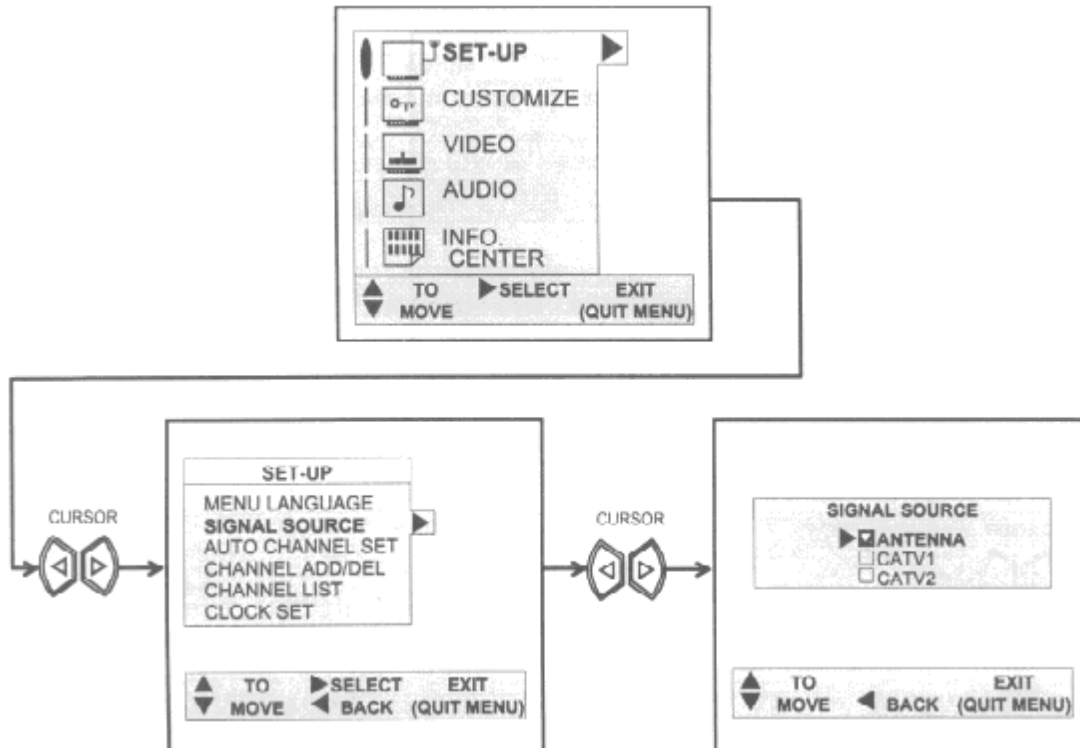 SET-UP
CUSTOMIZE
VIDEO
AUDIO
INFO.
CENTER
TO MOVE SELECT EXIT (QUIT MENU)
CURSOR
SET-UP
MENU LANGUAGE
SIGNAL SOURCE
AUTO CHANNEL SET
CHANNEL ADD/DEL
CHANNEL LIST
CLOCK SET
TO MOVE SELECT BACK EXIT (QUIT MENU)
CURSOR
SIGNAL SOURCE
ANTENNA
CATV1
CATV2
TO MOVE BACK EXIT (QUIT MENU)